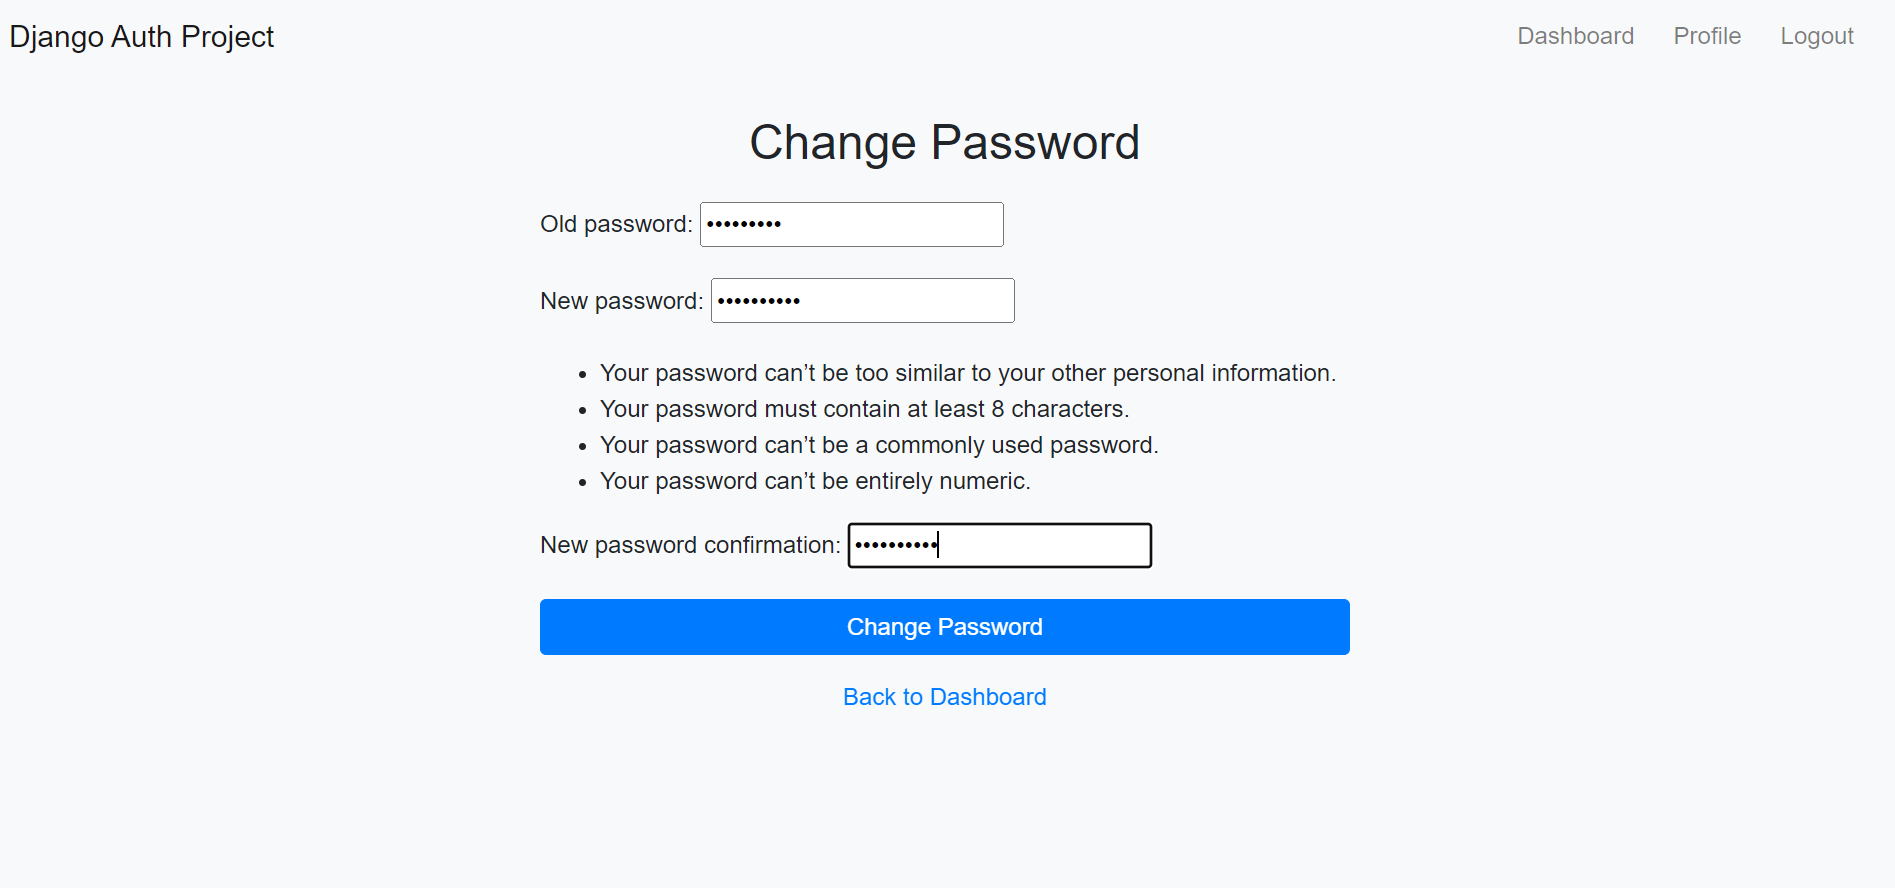 Django Auth Project Dashboard Profile Logout
Change Password
Old password: •••••••••
New password: ••••••••••
• Your password can’t be too similar to your other personal information.
• Your password must contain at least 8 characters.
• Your password can’t be a commonly used password.
• Your password can’t be entirely numeric.
New password confirmation: ••••••••••
Change Password
Back to Dashboard